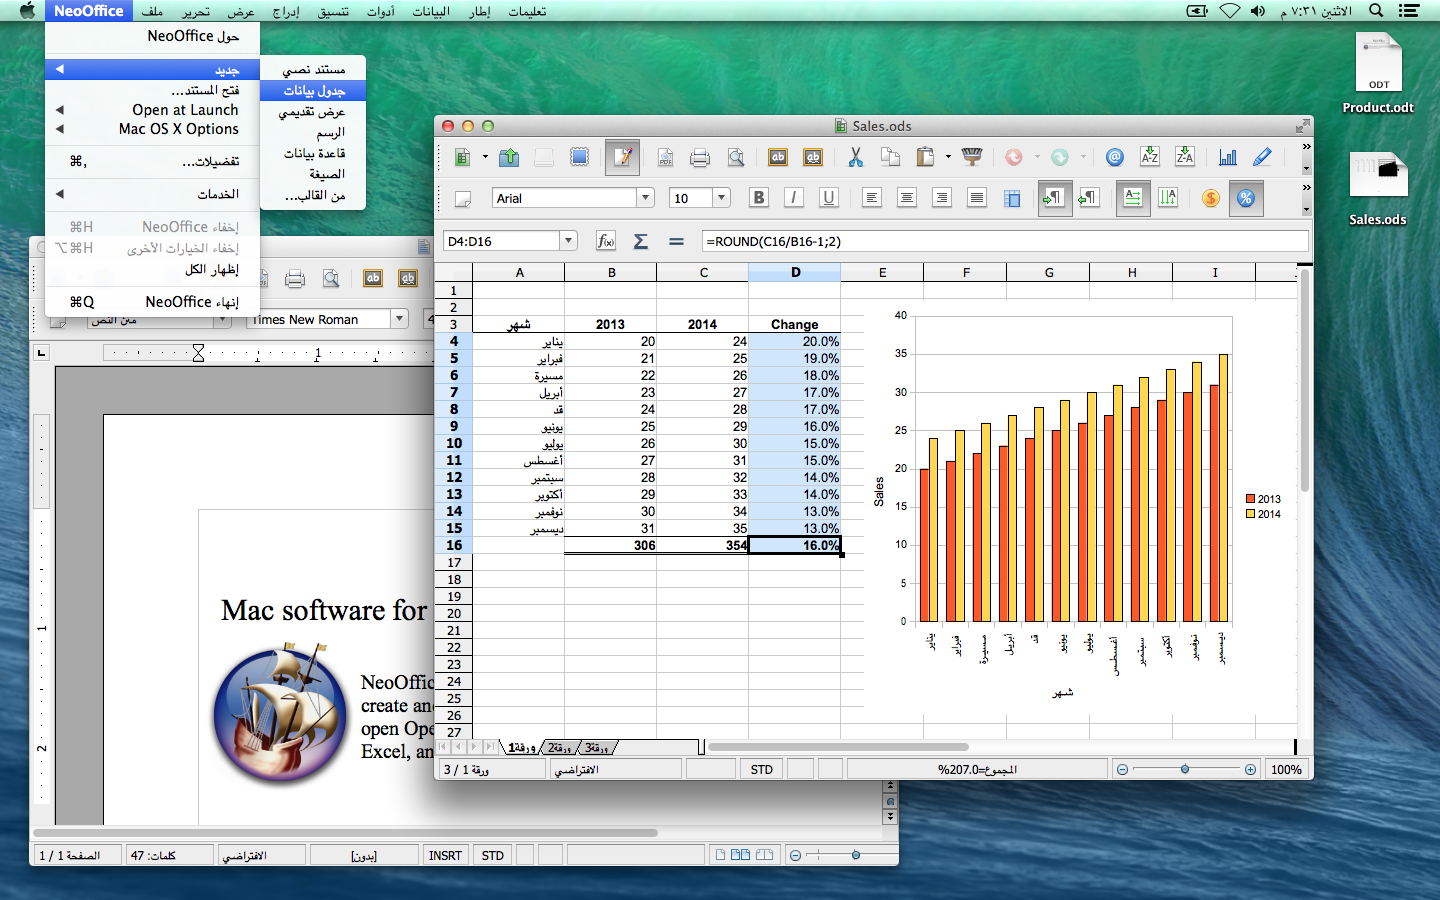 NeoOffice ملف تحرير عرض إدراج تنسيق أدوات البيانات إطار تعليمات
الاثنين ٧:٣١ م
حول NeoOffice
جديد
فتح المستند...
Open at Launch
Mac OS X Options
تفضيلات... ⌘,
الخدمات
إخفاء NeoOffice ⌘H
إخفاء الخيارات الأخرى ⌥⌘H
إظهار الكل
إنهاء NeoOffice ⌘Q
مستند نصي
جدول بيانات
عرض تقديمي
الرسم
قاعدة بيانات
الصيغة
من القالب...
ODT
Product.odt
Sales.ods
Sales.ods
Arial 10 B I U
D4:D16 f(x) Σ = =ROUND(C16/B16-1;2)
A B C D E F G H I
1
2
3 شهر 2013 2014 Change
4 يناير 20 24 20.0%
5 فبراير 21 25 19.0%
6 مسيرة 22 26 18.0%
7 أبريل 23 27 17.0%
8 قد 24 28 17.0%
9 يونيو 25 29 16.0%
10 يوليو 26 30 15.0%
11 أغسطس 27 31 15.0%
12 سبتمبر 28 32 14.0%
13 أكتوبر 29 33 14.0%
14 نوفمبر 30 34 13.0%
15 ديسمبر 31 35 13.0%
16 306 354 16.0%
17
18
19
20
21
22
23
24
25
26
27
40
35
30
25
20
15
10
5
0
Sales
يناير فبراير مسيرة أبريل قد يونيو يوليو أغسطس سبتمبر أكتوبر نوفمبر ديسمبر
شهر
2013
2014
ورقة1 ورقة2 ورقة3
ورقة 1 / 3 الافتراضي STD المجموع=207.0% 100%
متن النص Times New Roman 4
1
Mac software for
NeoOffic
create an
open Ope
Excel, an
1
2
الصفحة 1 / 1 كلمات: 47 الافتراضي [بدون] INSRT STD